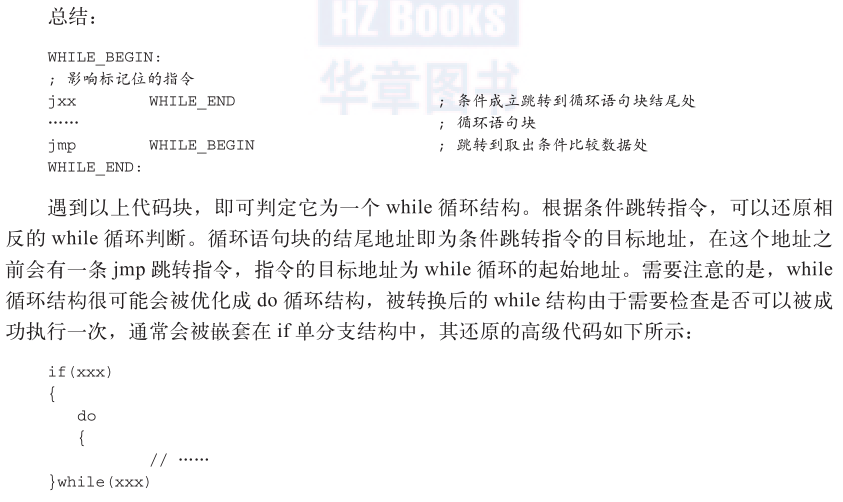 HZ BOOKS
华章图书
总结：
WHILE_BEGIN:
; 影响标记位的指令
jxx WHILE_END ; 条件成立跳转到循环语句块结尾处
…… ; 循环语句块
jmp WHILE_BEGIN ; 跳转到取出条件比较数据处
WHILE_END:
遇到以上代码块，即可判定它为一个 while 循环结构。根据条件跳转指令，可以还原相
反的 while 循环判断。循环语句块的结尾地址即为条件跳转指令的目标地址，在这个地址之
前会有一条 jmp 跳转指令，指令的目标地址为 while 循环的起始地址。需要注意的是，while
循环结构很可能会被优化成 do 循环结构，被转换后的 while 结构由于需要检查是否可以被成
功执行一次，通常会被嵌套在 if 单分支结构中，其还原的高级代码如下所示：
if(xxx)
{
do
{
// ……
}while(xxx)